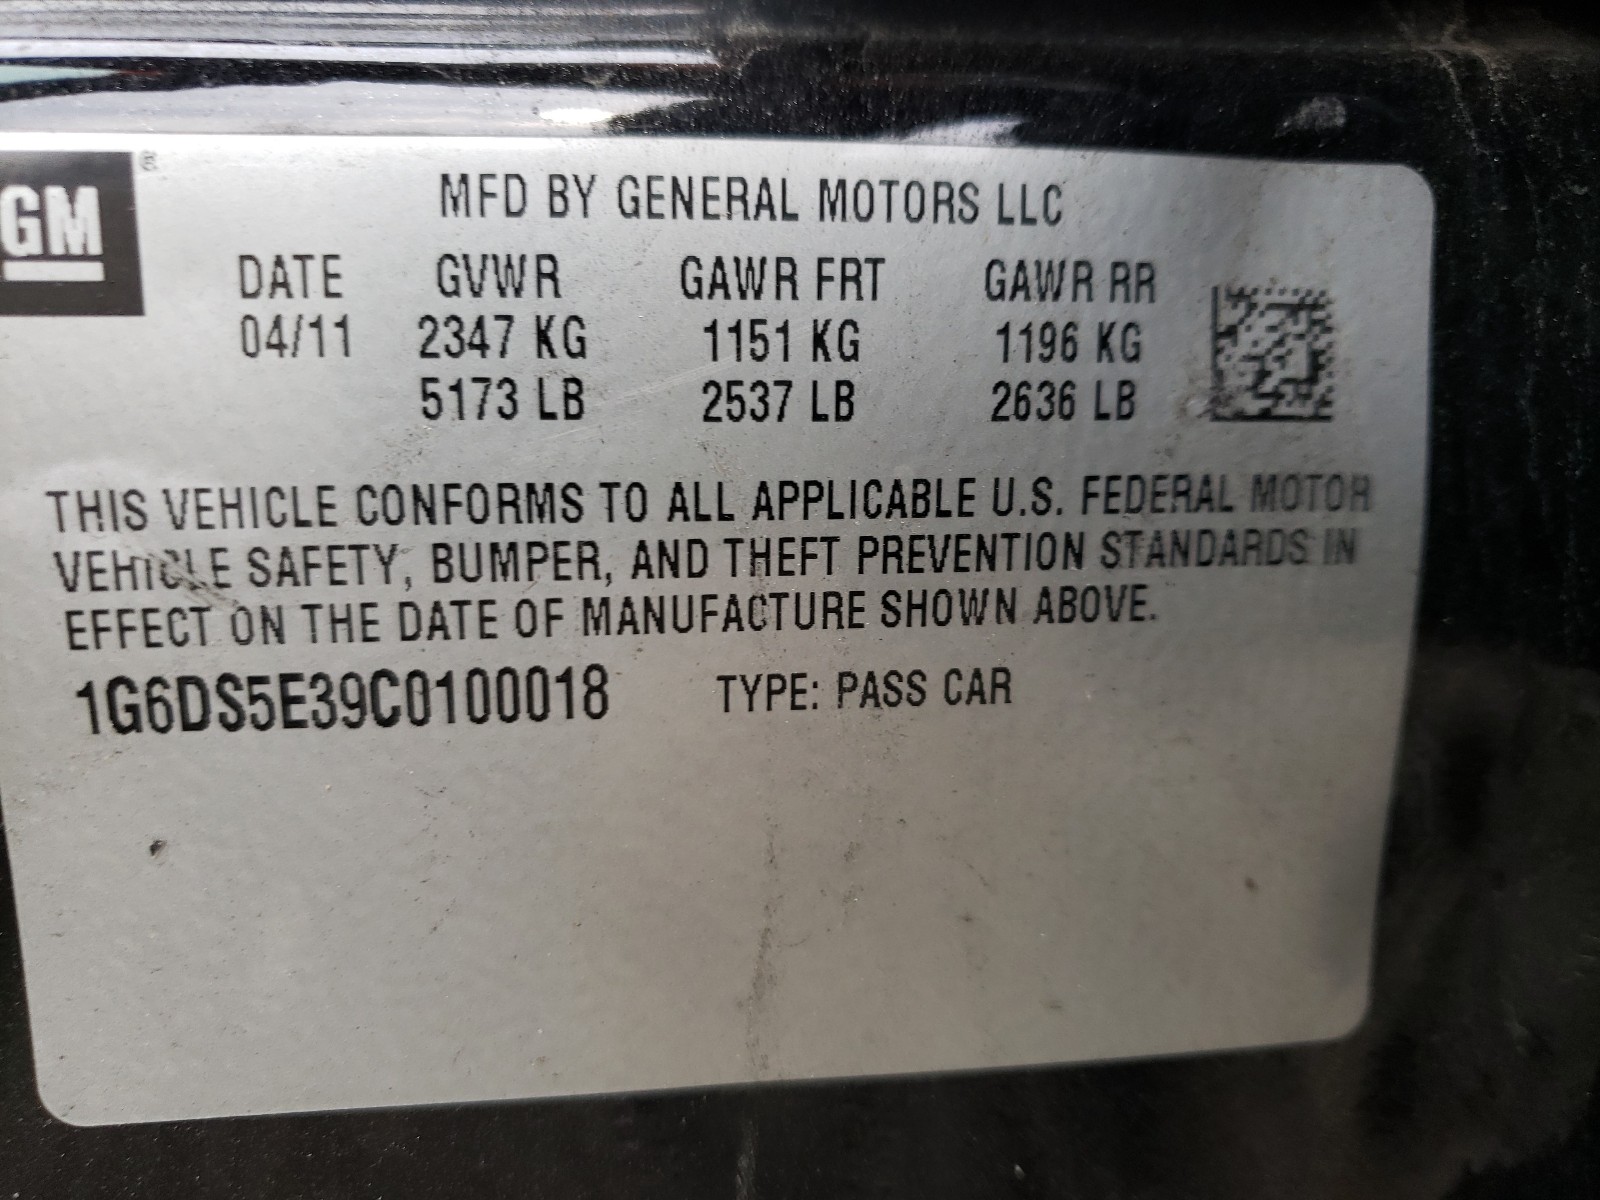 GM ®
MFD BY GENERAL MOTORS LLC
DATE GVWR GAWR FRT GAWR RR
04/11 2347 KG 1151 KG 1196 KG
5173 LB 2537 LB 2636 LB
THIS VEHICLE CONFORMS TO ALL APPLICABLE U.S. FEDERAL MOTOR
VEHICLE SAFETY, BUMPER, AND THEFT PREVENTION STANDARDS IN
EFFECT ON THE DATE OF MANUFACTURE SHOWN ABOVE.
1G6DS5E39C0100018 TYPE: PASS CAR